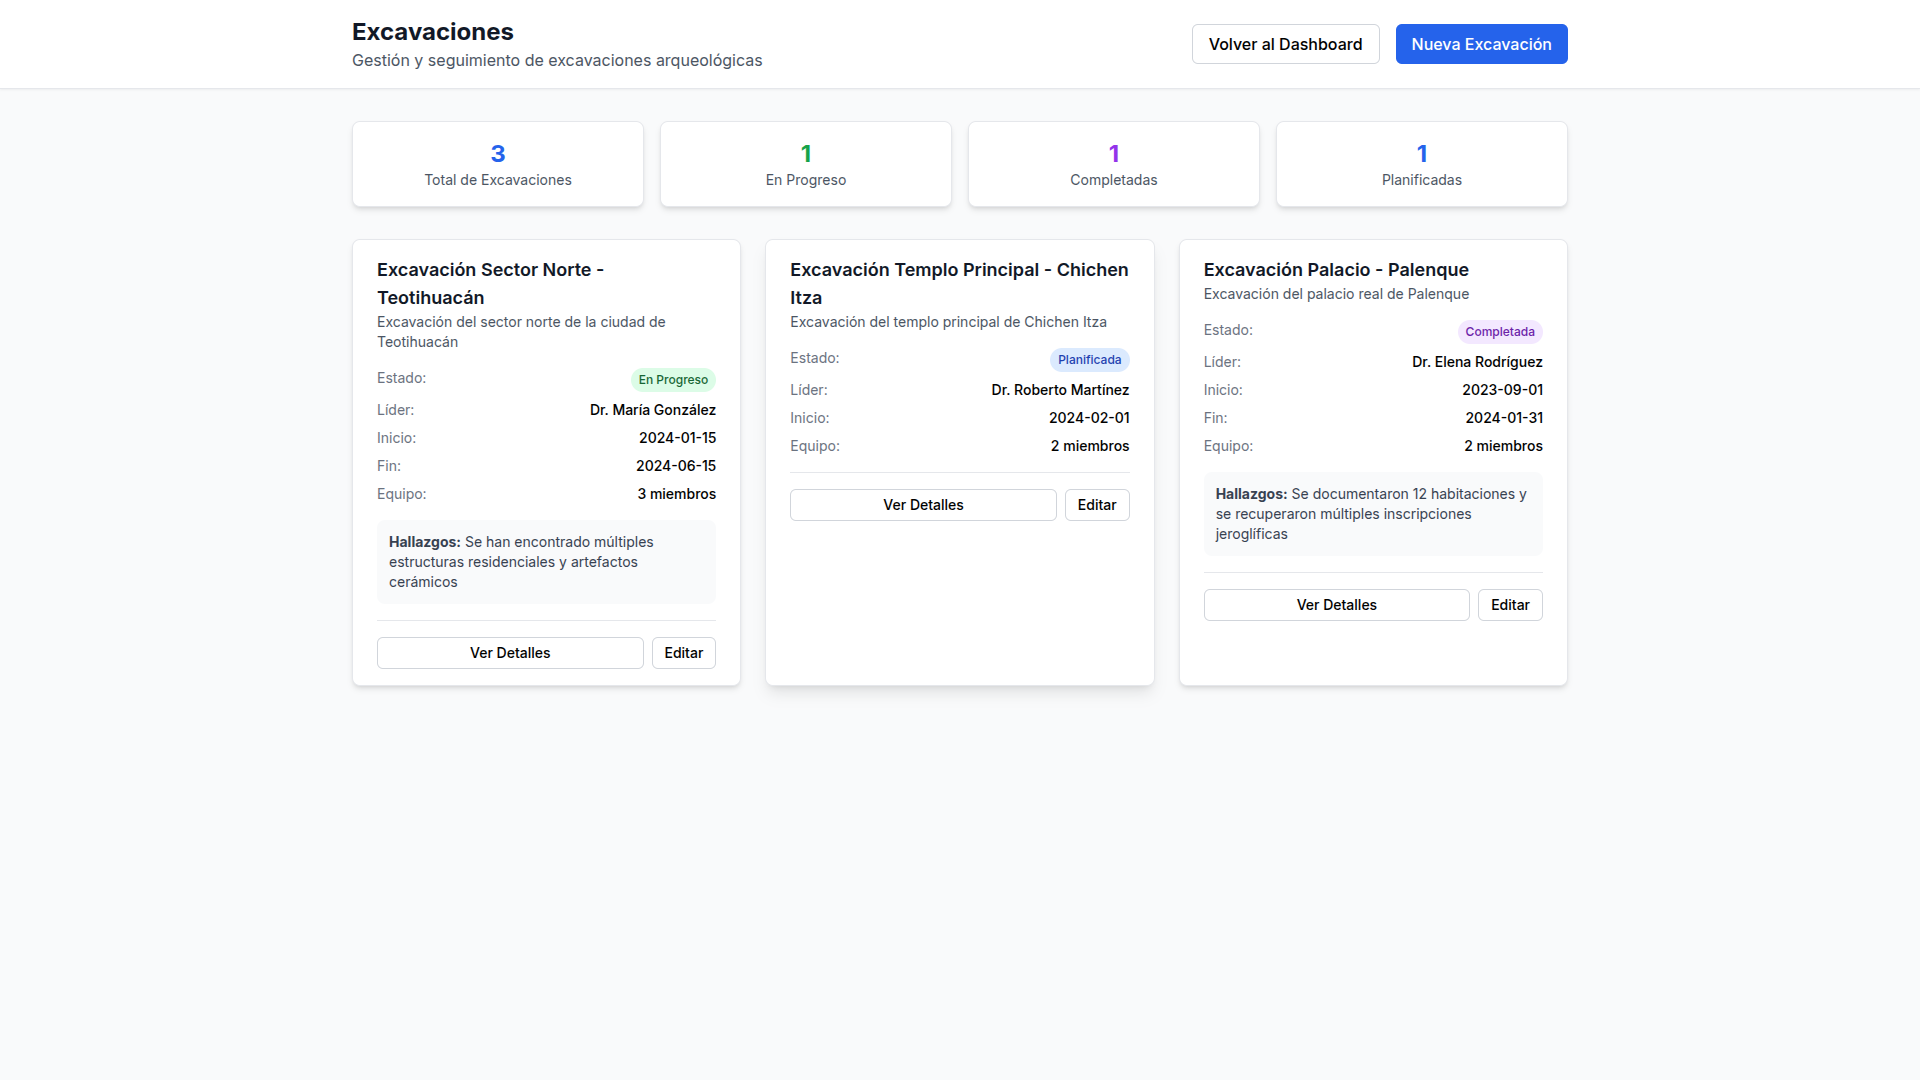 Excavaciones
Gestión y seguimiento de excavaciones arqueológicas
Volver al Dashboard
Nueva Excavación
3
Total de Excavaciones
1
En Progreso
1
Completadas
1
Planificadas
Excavación Sector Norte -
Teotihuacán
Excavación del sector norte de la ciudad de
Teotihuacán
Estado: En Progreso
Líder: Dr. María González
Inicio: 2024-01-15
Fin: 2024-06-15
Equipo: 3 miembros
Hallazgos: Se han encontrado múltiples
estructuras residenciales y artefactos
cerámicos
Ver Detalles
Editar
Excavación Templo Principal - Chichen
Itza
Excavación del templo principal de Chichen Itza
Estado: Planificada
Líder: Dr. Roberto Martínez
Inicio: 2024-02-01
Equipo: 2 miembros
Ver Detalles
Editar
Excavación Palacio - Palenque
Excavación del palacio real de Palenque
Estado: Completada
Líder: Dr. Elena Rodríguez
Inicio: 2023-09-01
Fin: 2024-01-31
Equipo: 2 miembros
Hallazgos: Se documentaron 12 habitaciones y
se recuperaron múltiples inscripciones
jeroglíficas
Ver Detalles
Editar